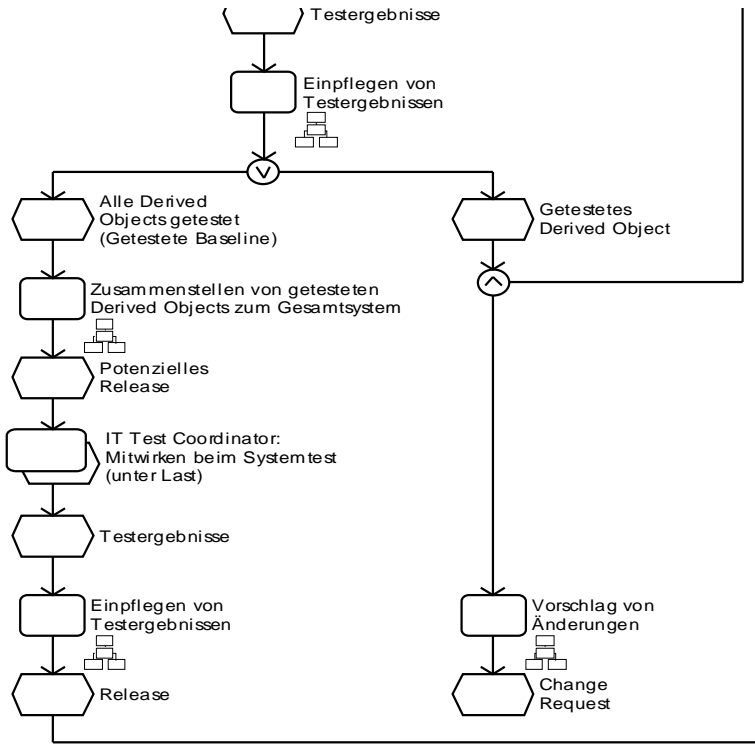 Testergebnisse
Einpflegen von
Testergebnissen
Alle Derived
Objects getestet
(Getestete Baseline)
Getestetes
Derived Object
Zusammenstellen von getesteten
Derived Objects zum Gesamtsystem
Potenzielles
Release
IT Test Coordinator:
Mitwirken beim Systemtest
(unter Last)
Testergebnisse
Einpflegen von
Testergebnissen
Vorschlag von
Änderungen
Release
Change
Request